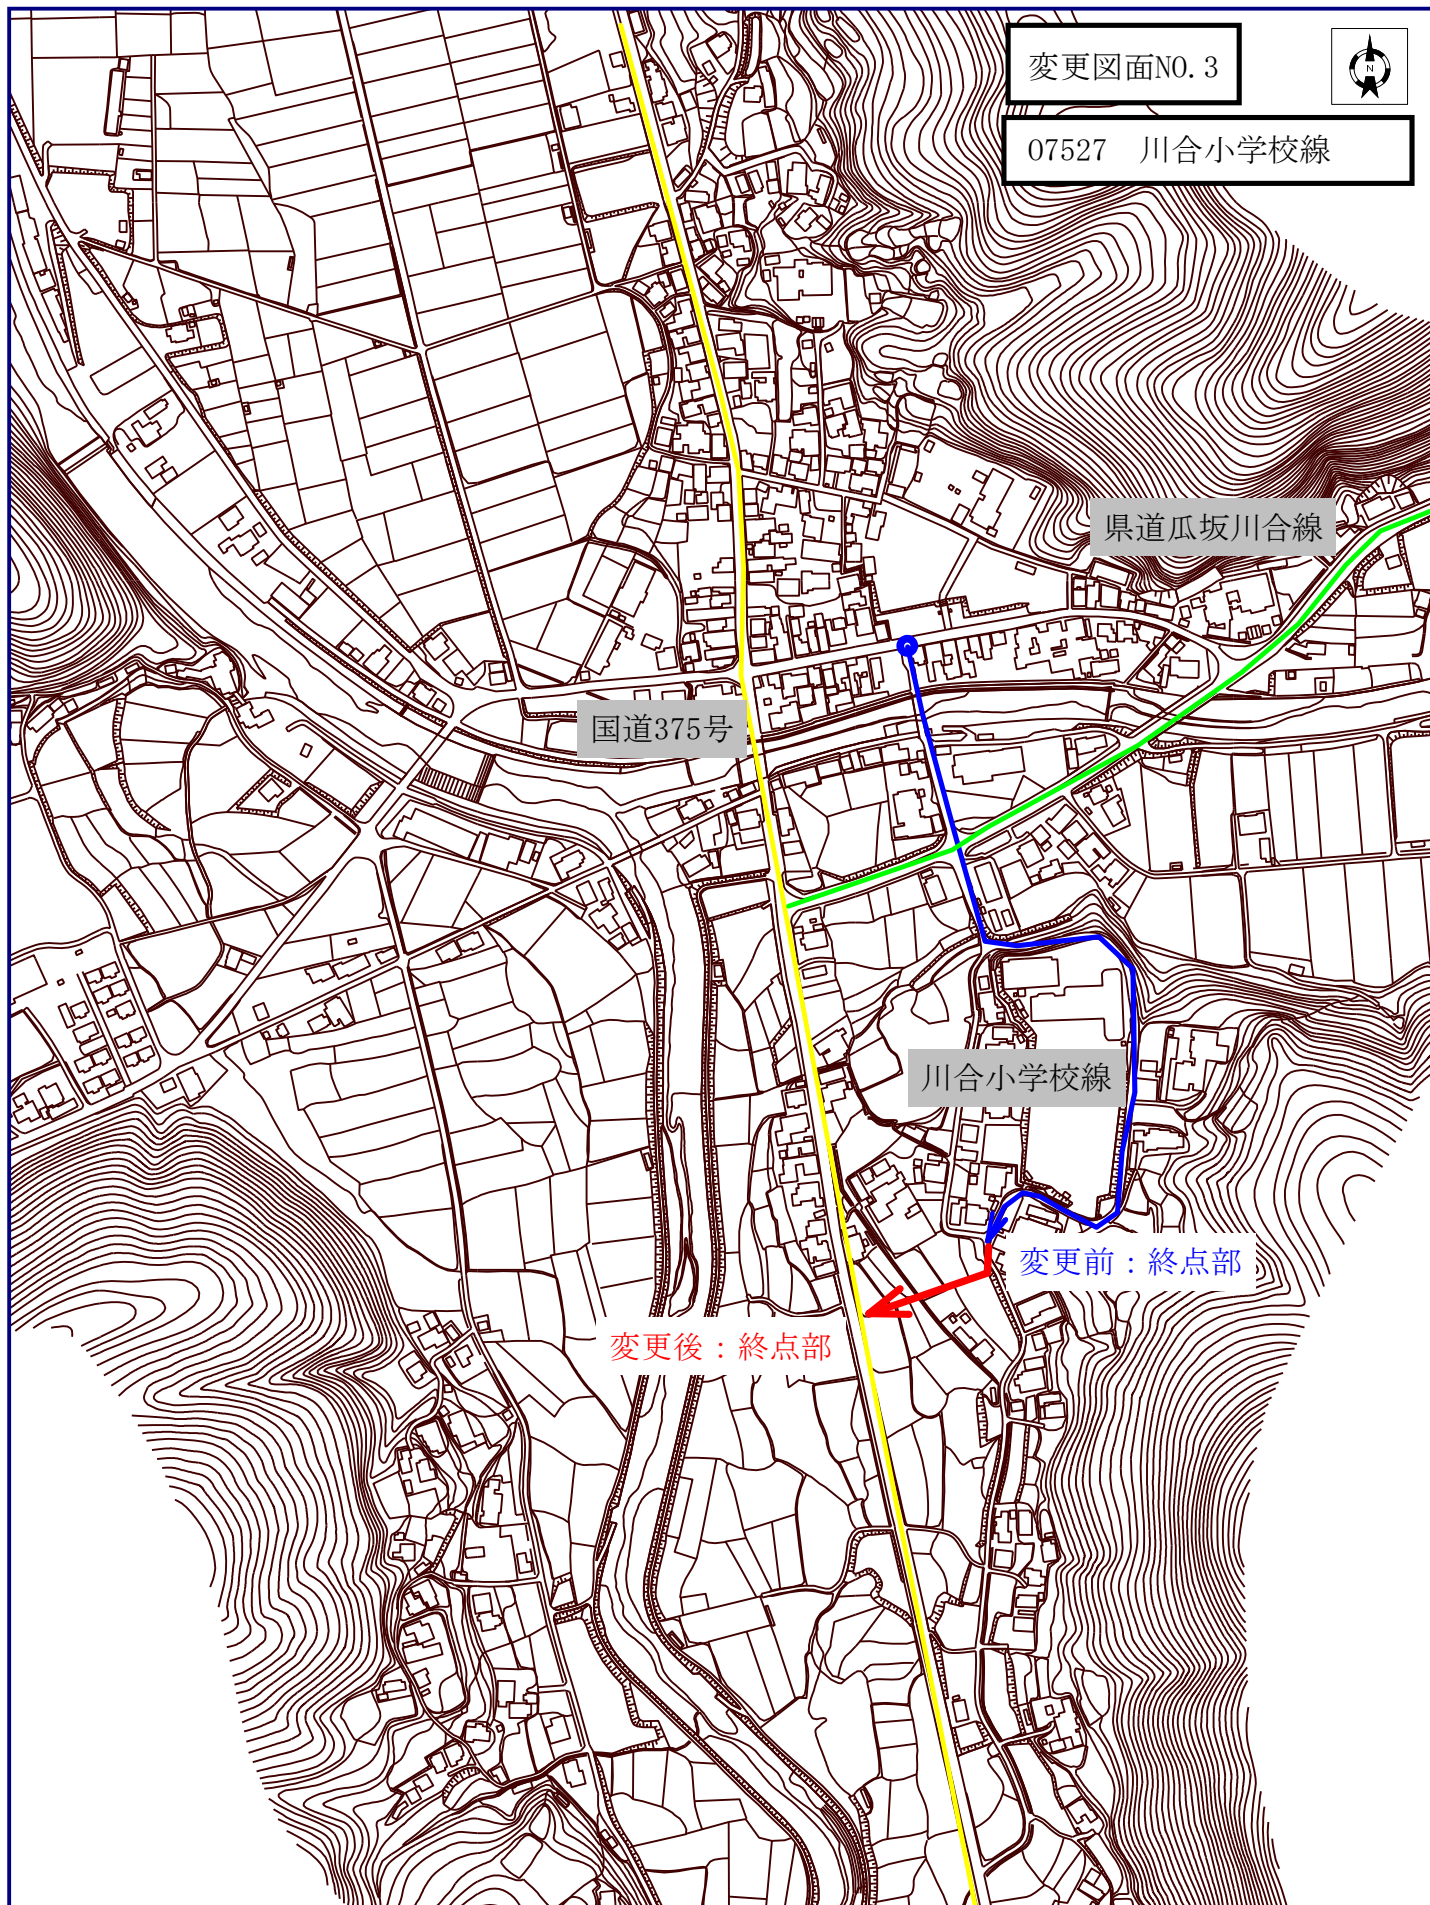 変更図面NO.3
N
07527　川合小学校線
県道瓜坂川合線
国道375号
川合小学校線
変更前：終点部
変更後：終点部